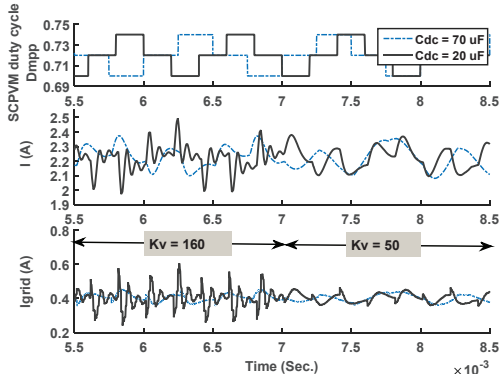 SCPVM duty cycle
Dmpp
0.75
0.73
0.71
0.69
Cdc = 70 uF
Cdc = 20 uF
5.5 6 6.5 7 7.5 8 8.5
I (A)
2.5
2.4
2.3
2.2
2.1
2
1.9
5.5 6 6.5 7 7.5 8 8.5
Igrid (A)
0.8
0.6
0.4
0.2
Kv = 160
Kv = 50
5.5 6 6.5 7 7.5 8 8.5
Time (Sec.)
×10⁻³